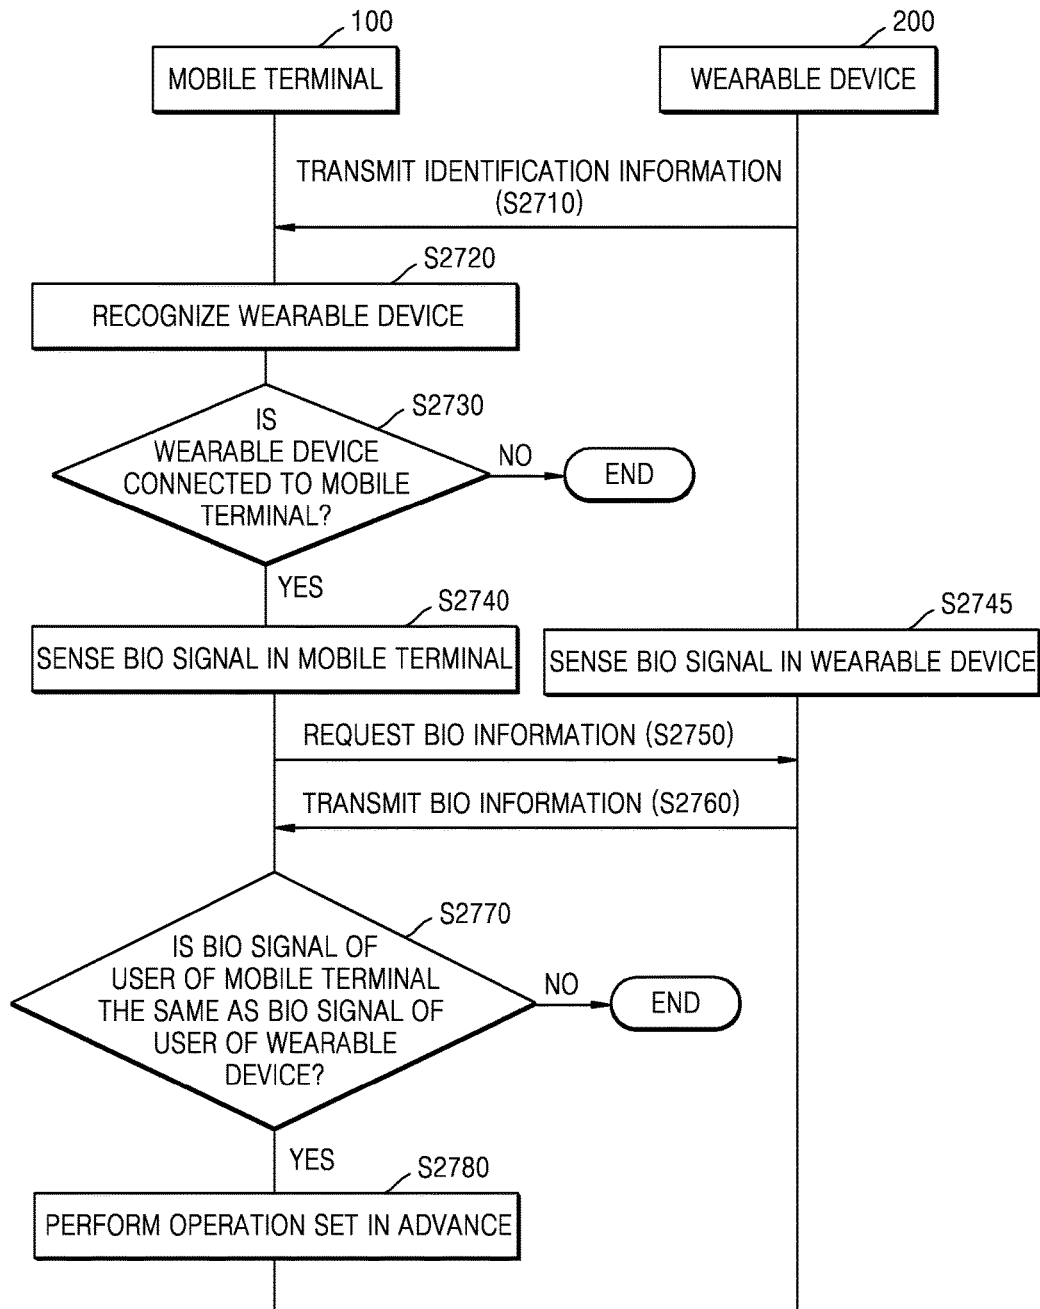 100
200
MOBILE TERMINAL
WEARABLE DEVICE
TRANSMIT IDENTIFICATION INFORMATION
(S2710)
S2720
RECOGNIZE WEARABLE DEVICE
S2730
IS
WEARABLE DEVICE
CONNECTED TO MOBILE
TERMINAL?
NO
END
YES
S2740
S2745
SENSE BIO SIGNAL IN MOBILE TERMINAL
SENSE BIO SIGNAL IN WEARABLE DEVICE
REQUEST BIO INFORMATION (S2750)
TRANSMIT BIO INFORMATION (S2760)
S2770
IS BIO SIGNAL OF
USER OF MOBILE TERMINAL
THE SAME AS BIO SIGNAL OF
USER OF WEARABLE
DEVICE?
NO
END
YES
S2780
PERFORM OPERATION SET IN ADVANCE